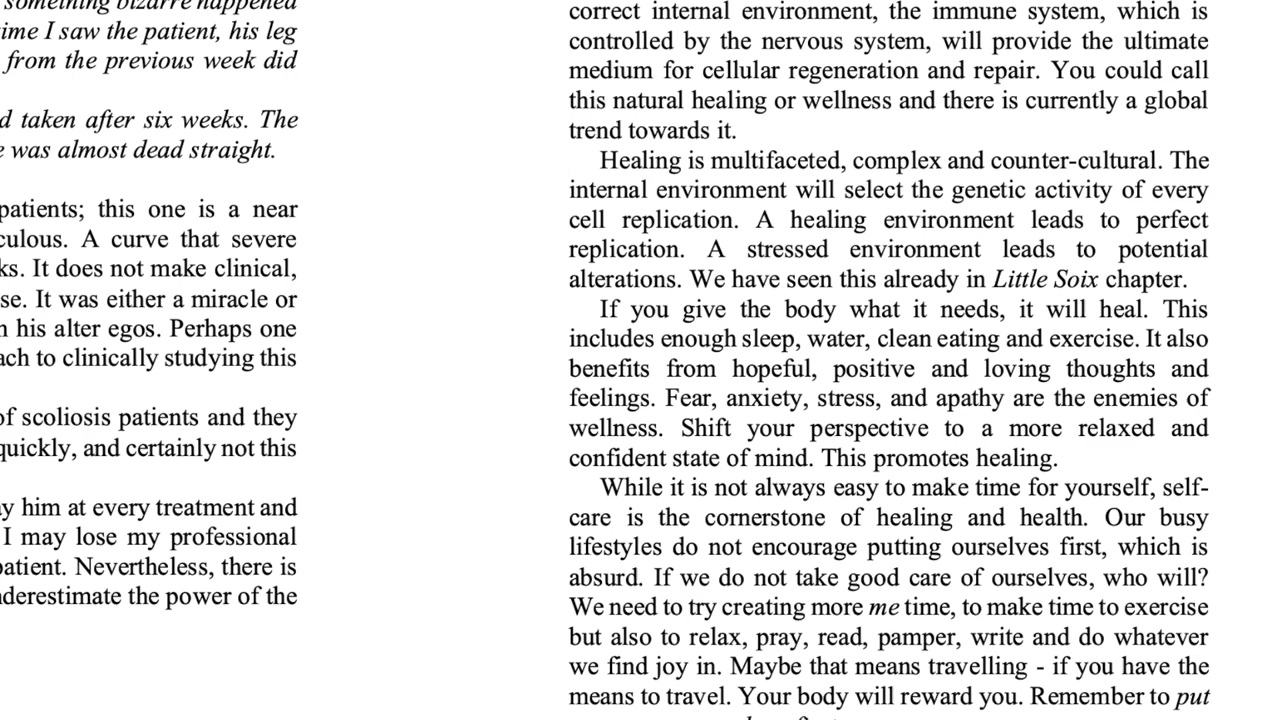 something bizarre happened
time I saw the patient, his leg
from the previous week did
d taken after six weeks. The
e was almost dead straight.
patients; this one is a near
culous. A curve that severe
ks. It does not make clinical,
se. It was either a miracle or
n his alter egos. Perhaps one
ach to clinically studying this
of scoliosis patients and they
quickly, and certainly not this
ay him at every treatment and
I may lose my professional
patient. Nevertheless, there is
nderestimate the power of the
correct internal environment, the immune system, which is
controlled by the nervous system, will provide the ultimate
medium for cellular regeneration and repair. You could call
this natural healing or wellness and there is currently a global
trend towards it.
Healing is multifaceted, complex and counter-cultural. The
internal environment will select the genetic activity of every
cell replication. A healing environment leads to perfect
replication. A stressed environment leads to potential
alterations. We have seen this already in Little Soix chapter.
If you give the body what it needs, it will heal. This
includes enough sleep, water, clean eating and exercise. It also
benefits from hopeful, positive and loving thoughts and
feelings. Fear, anxiety, stress, and apathy are the enemies of
wellness. Shift your perspective to a more relaxed and
confident state of mind. This promotes healing.
While it is not always easy to make time for yourself, self-
care is the cornerstone of healing and health. Our busy
lifestyles do not encourage putting ourselves first, which is
absurd. If we do not take good care of ourselves, who will?
We need to try creating more me time, to make time to exercise
but also to relax, pray, read, pamper, write and do whatever
we find joy in. Maybe that means travelling - if you have the
means to travel. Your body will reward you. Remember to put